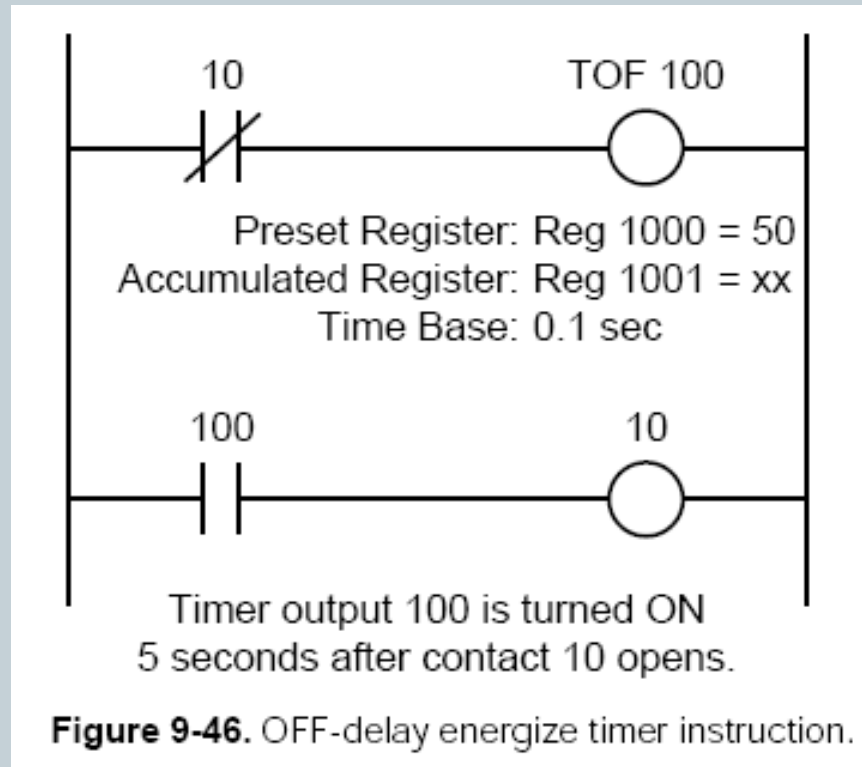 10 TOF 100
Preset Register: Reg 1000 = 50
Accumulated Register: Reg 1001 = xx
Time Base: 0.1 sec
100 10
Timer output 100 is turned ON
5 seconds after contact 10 opens.
Figure 9-46. OFF-delay energize timer instruction.